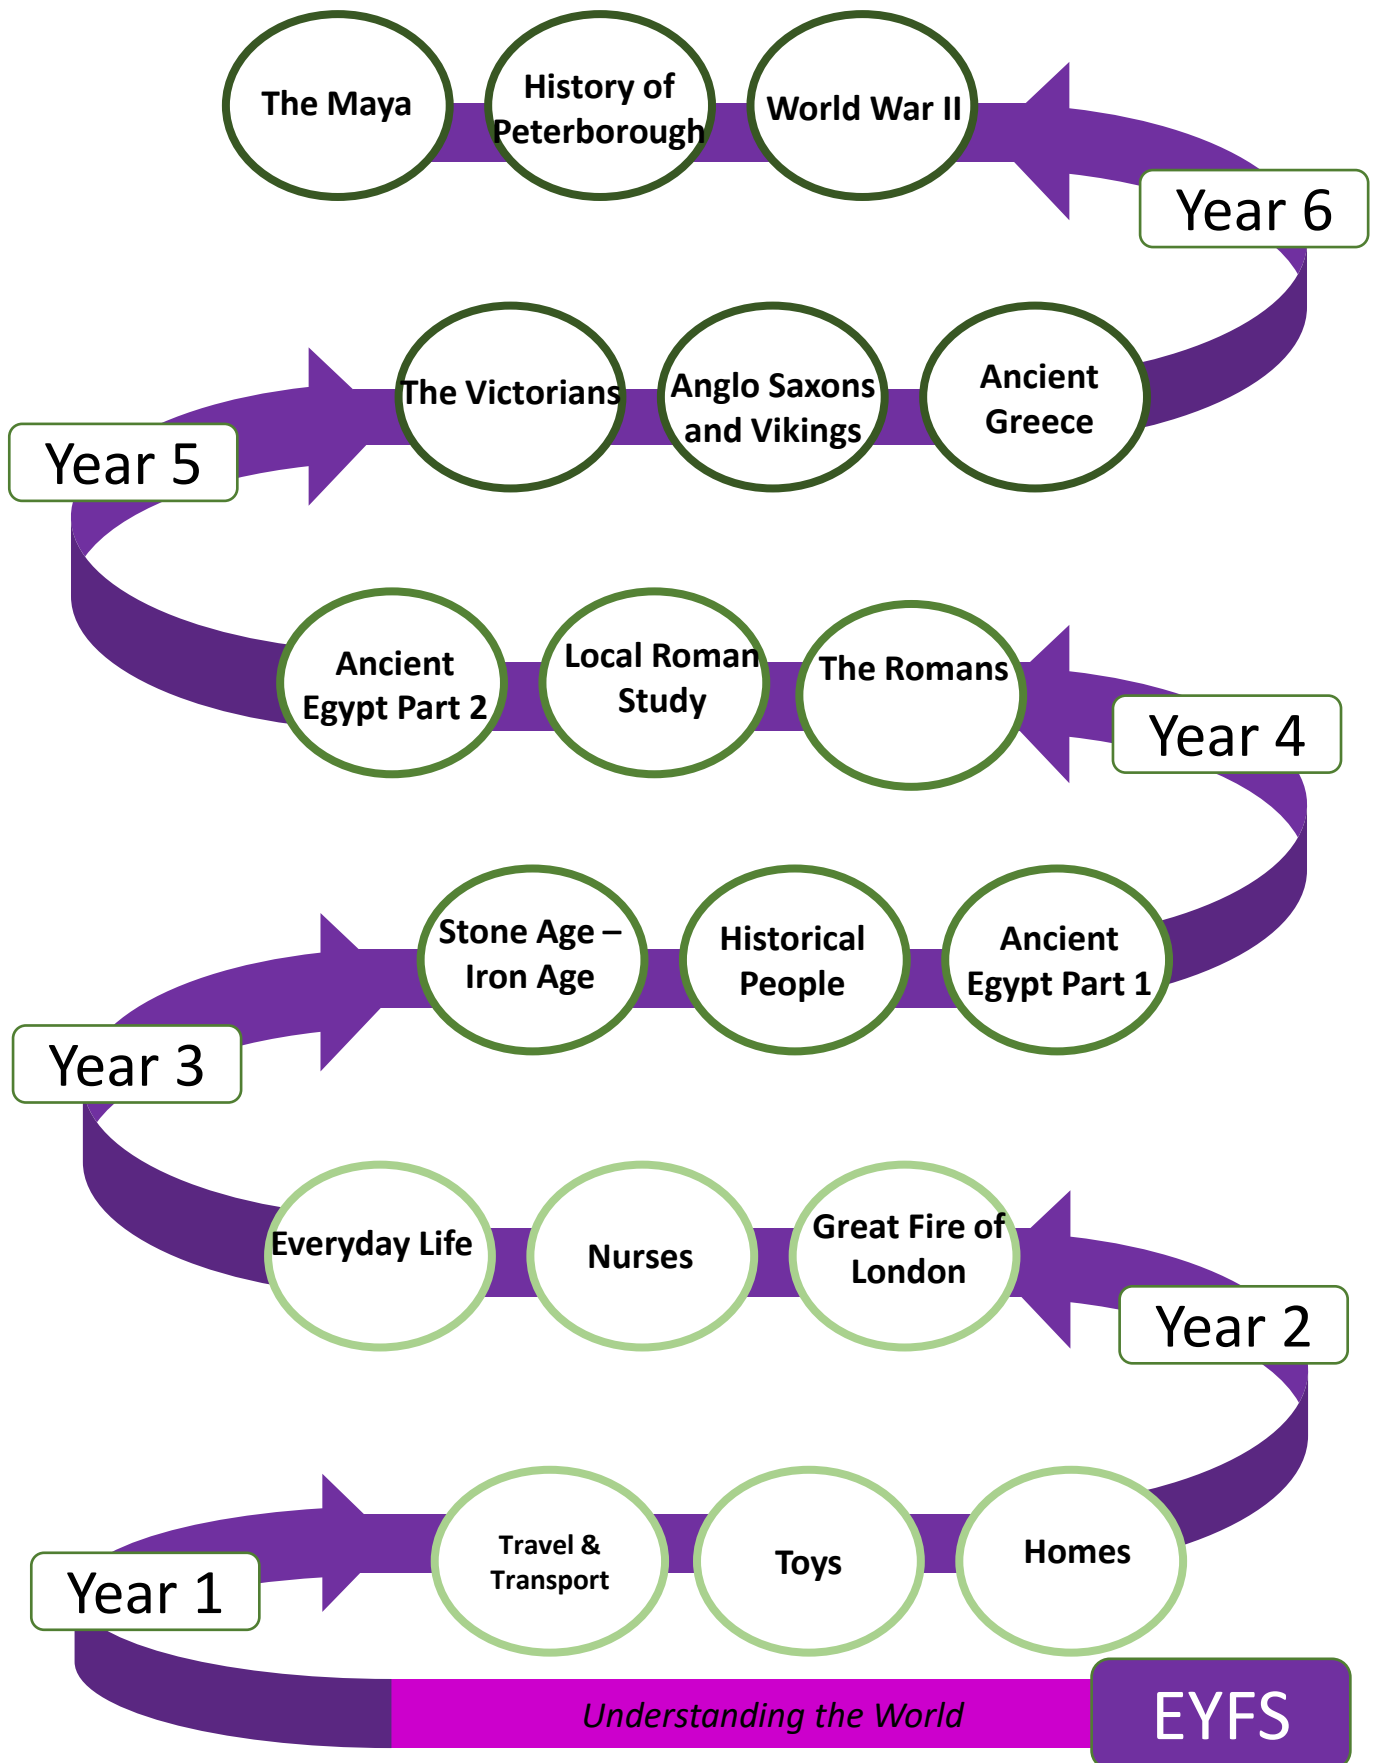 The Maya
History of
Peterborough
World War II
Year 6
The Victorians
Anglo Saxons
and Vikings
Ancient
Greece
Year 5
Ancient
Egypt Part 2
Local Roman
Study
The Romans
Year 4
Stone Age –
Iron Age
Historical
People
Ancient
Egypt Part 1
Year 3
Everyday Life
Nurses
Great Fire of
London
Year 2
Travel &
Transport
Toys
Homes
Year 1
Understanding the World
EYFS